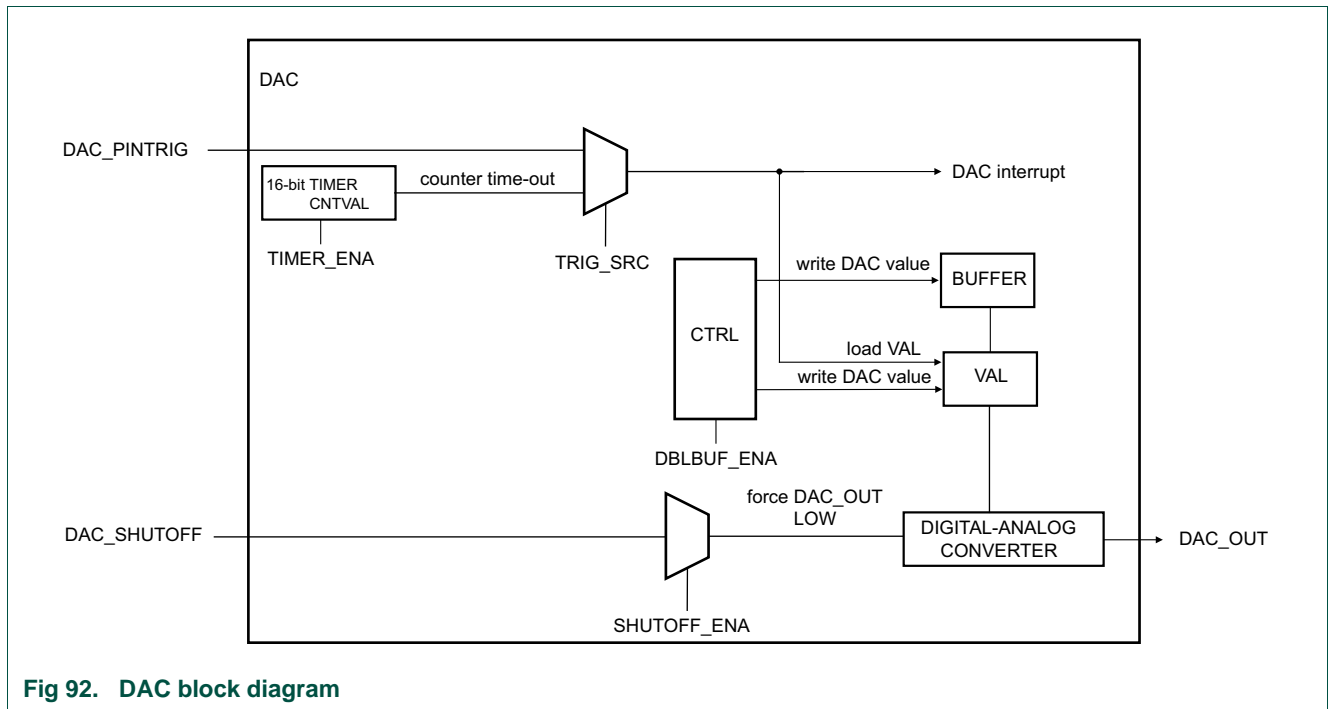 DAC
DAC_PINTRIG
16-bit TIMER
CNTVAL
counter time-out
DAC interrupt
TIMER_ENA
TRIG_SRC
write DAC value
BUFFER
CTRL
load VAL
write DAC value
VAL
DBLBUF_ENA
DAC_SHUTOFF
force DAC_OUT
LOW
DIGITAL-ANALOG
CONVERTER
DAC_OUT
SHUTOFF_ENA
Fig 92. DAC block diagram